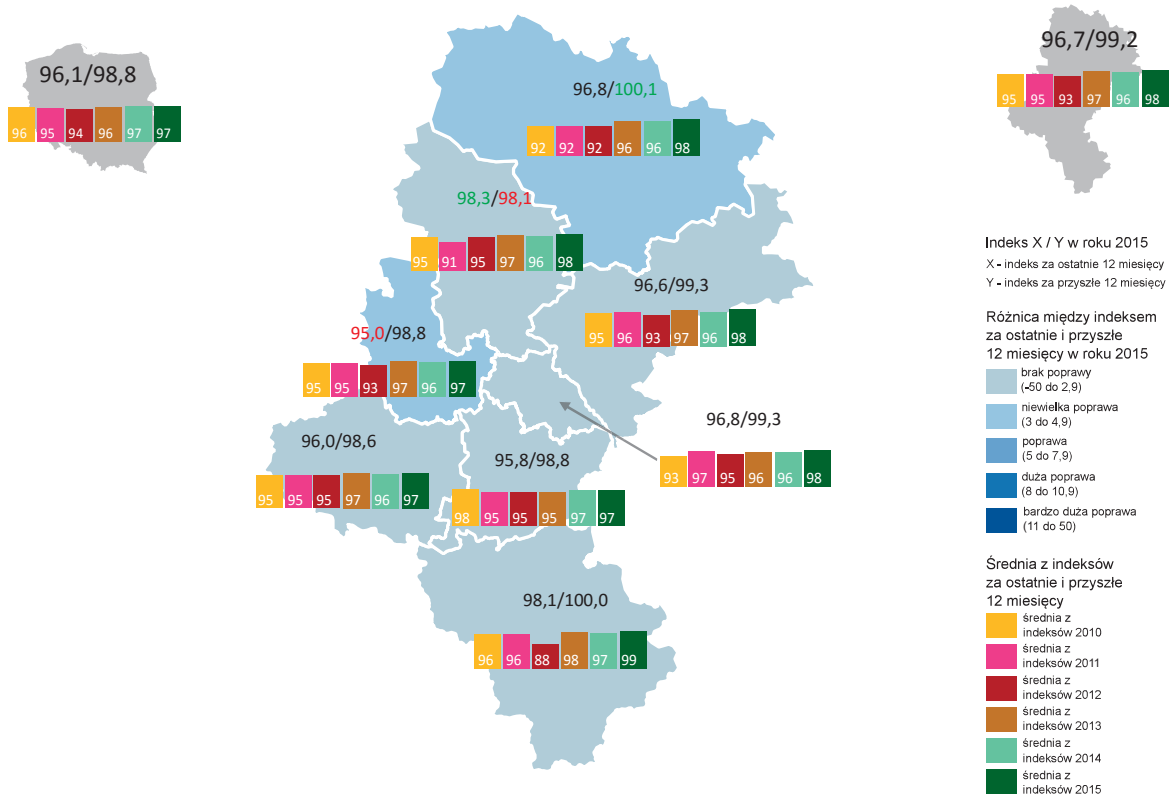 96,1/98,8
96 95 94 96 97 97
96,8/100,1
92 92 92 96 96 98
98,3/98,1
95 91 95 97 96 98
96,6/99,3
95 96 93 97 96 98
95,0/98,8
95 95 93 97 96 97
96,8/99,3
93 97 95 96 96 98
96,0/98,6
95 95 95 97 96 97
95,8/98,8
98 95 95 95 97 97
98,1/100,0
96 96 88 98 97 99
96,7/99,2
95 95 93 97 96 98
Indeks X / Y w roku 2015
X - indeks za ostatnie 12 miesięcy
Y - indeks za przyszłe 12 miesięcy
Różnica między indeksem
za ostatnie i przyszłe
12 miesięcy w roku 2015
brak poprawy
(-50 do 2,9)
niewielka poprawa
(3 do 4,9)
poprawa
(5 do 7,9)
duża poprawa
(8 do 10,9)
bardzo duża poprawa
(11 do 50)
Średnia z indeksów
za ostatnie i przyszłe
12 miesięcy
średnia z
indeksów 2010
średnia z
indeksów 2011
średnia z
indeksów 2012
średnia z
indeksów 2013
średnia z
indeksów 2014
średnia z
indeksów 2015